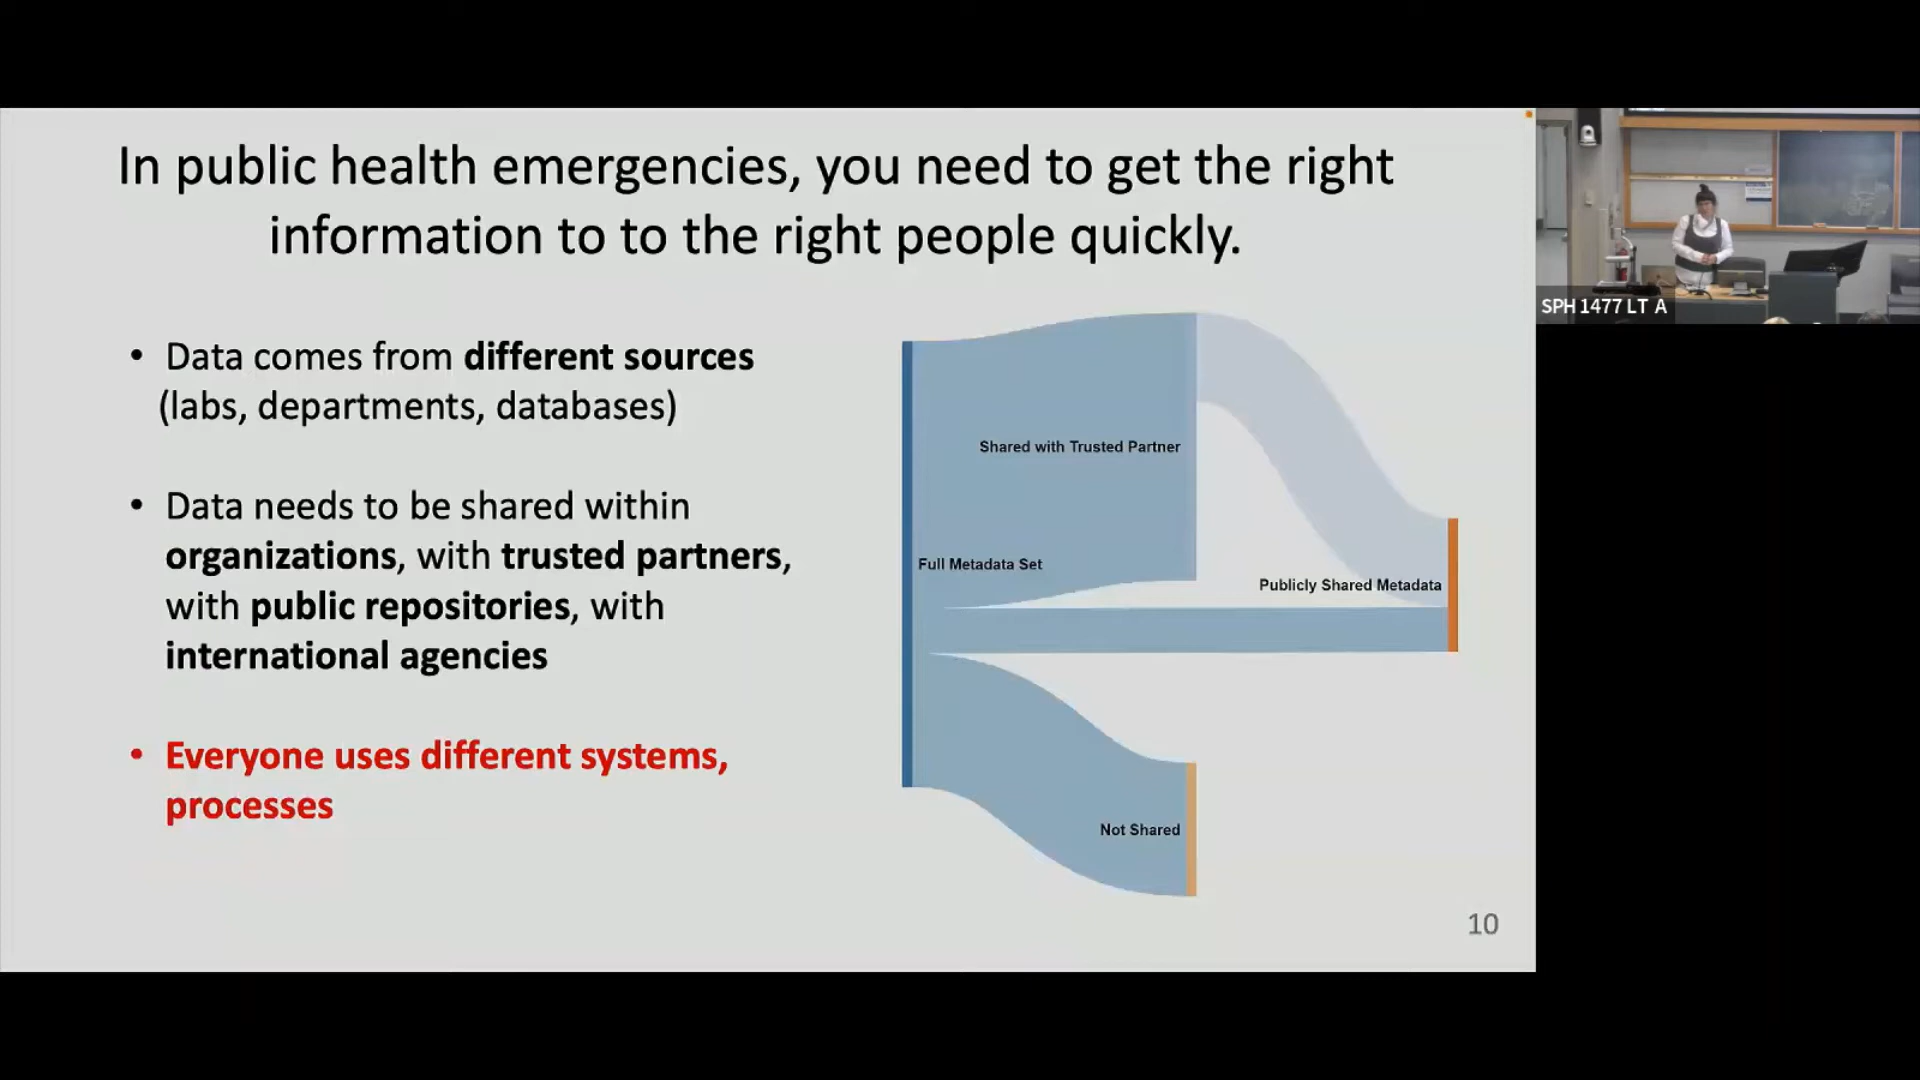 In public health emergencies, you need to get the right
information to to the right people quickly.
• Data comes from different sources
(labs, departments, databases)
• Data needs to be shared within
organizations, with trusted partners,
with public repositories, with
international agencies
• Everyone uses different systems,
processes
Shared with Trusted Partner
Full Metadata Set
Publicly Shared Metadata
Not Shared
10
SPH 1477 LT A